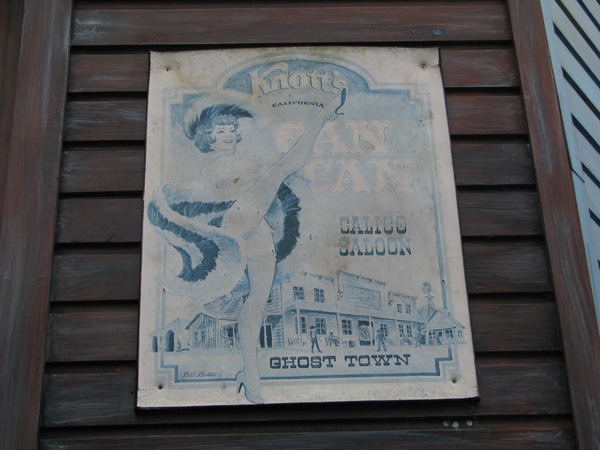 Knott's
CALIFORNIA
CAN
CAN
CALICO
SALOON
GHOST TOWN